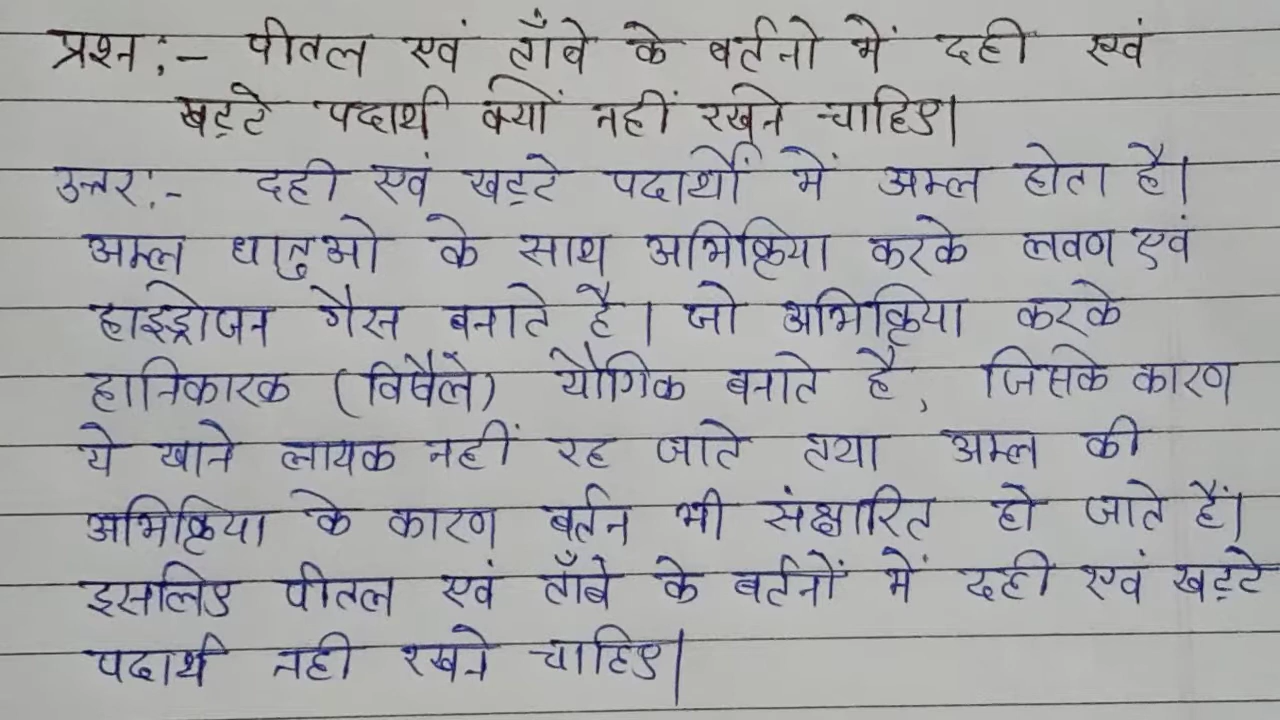 प्रश्न :- पीतल एवं ताँबे के बर्तनो में दही एवं
खट्टे पदार्थ क्यों नहीं रखने चाहिए।
उत्तर :- दही एवं खट्टे पदार्थों में अम्ल होता है।
अम्ल धातुओ के साथ अभिक्रिया करके लवण एवं
हाइड्रोजन गैस बनाते है। जो अभिक्रिया करके
हानिकारक (विषैले) यौगिक बनाते है, जिसके कारण
ये खाने लायक नहीं रह जाते तथा अम्ल की
अभिक्रिया के कारण बर्तन भी संक्षारित हो जाते हैं।
इसलिए पीतल एवं ताँबे के बर्तनों में दही एवं खट्टे
पदार्थ नही रखने चाहिए।